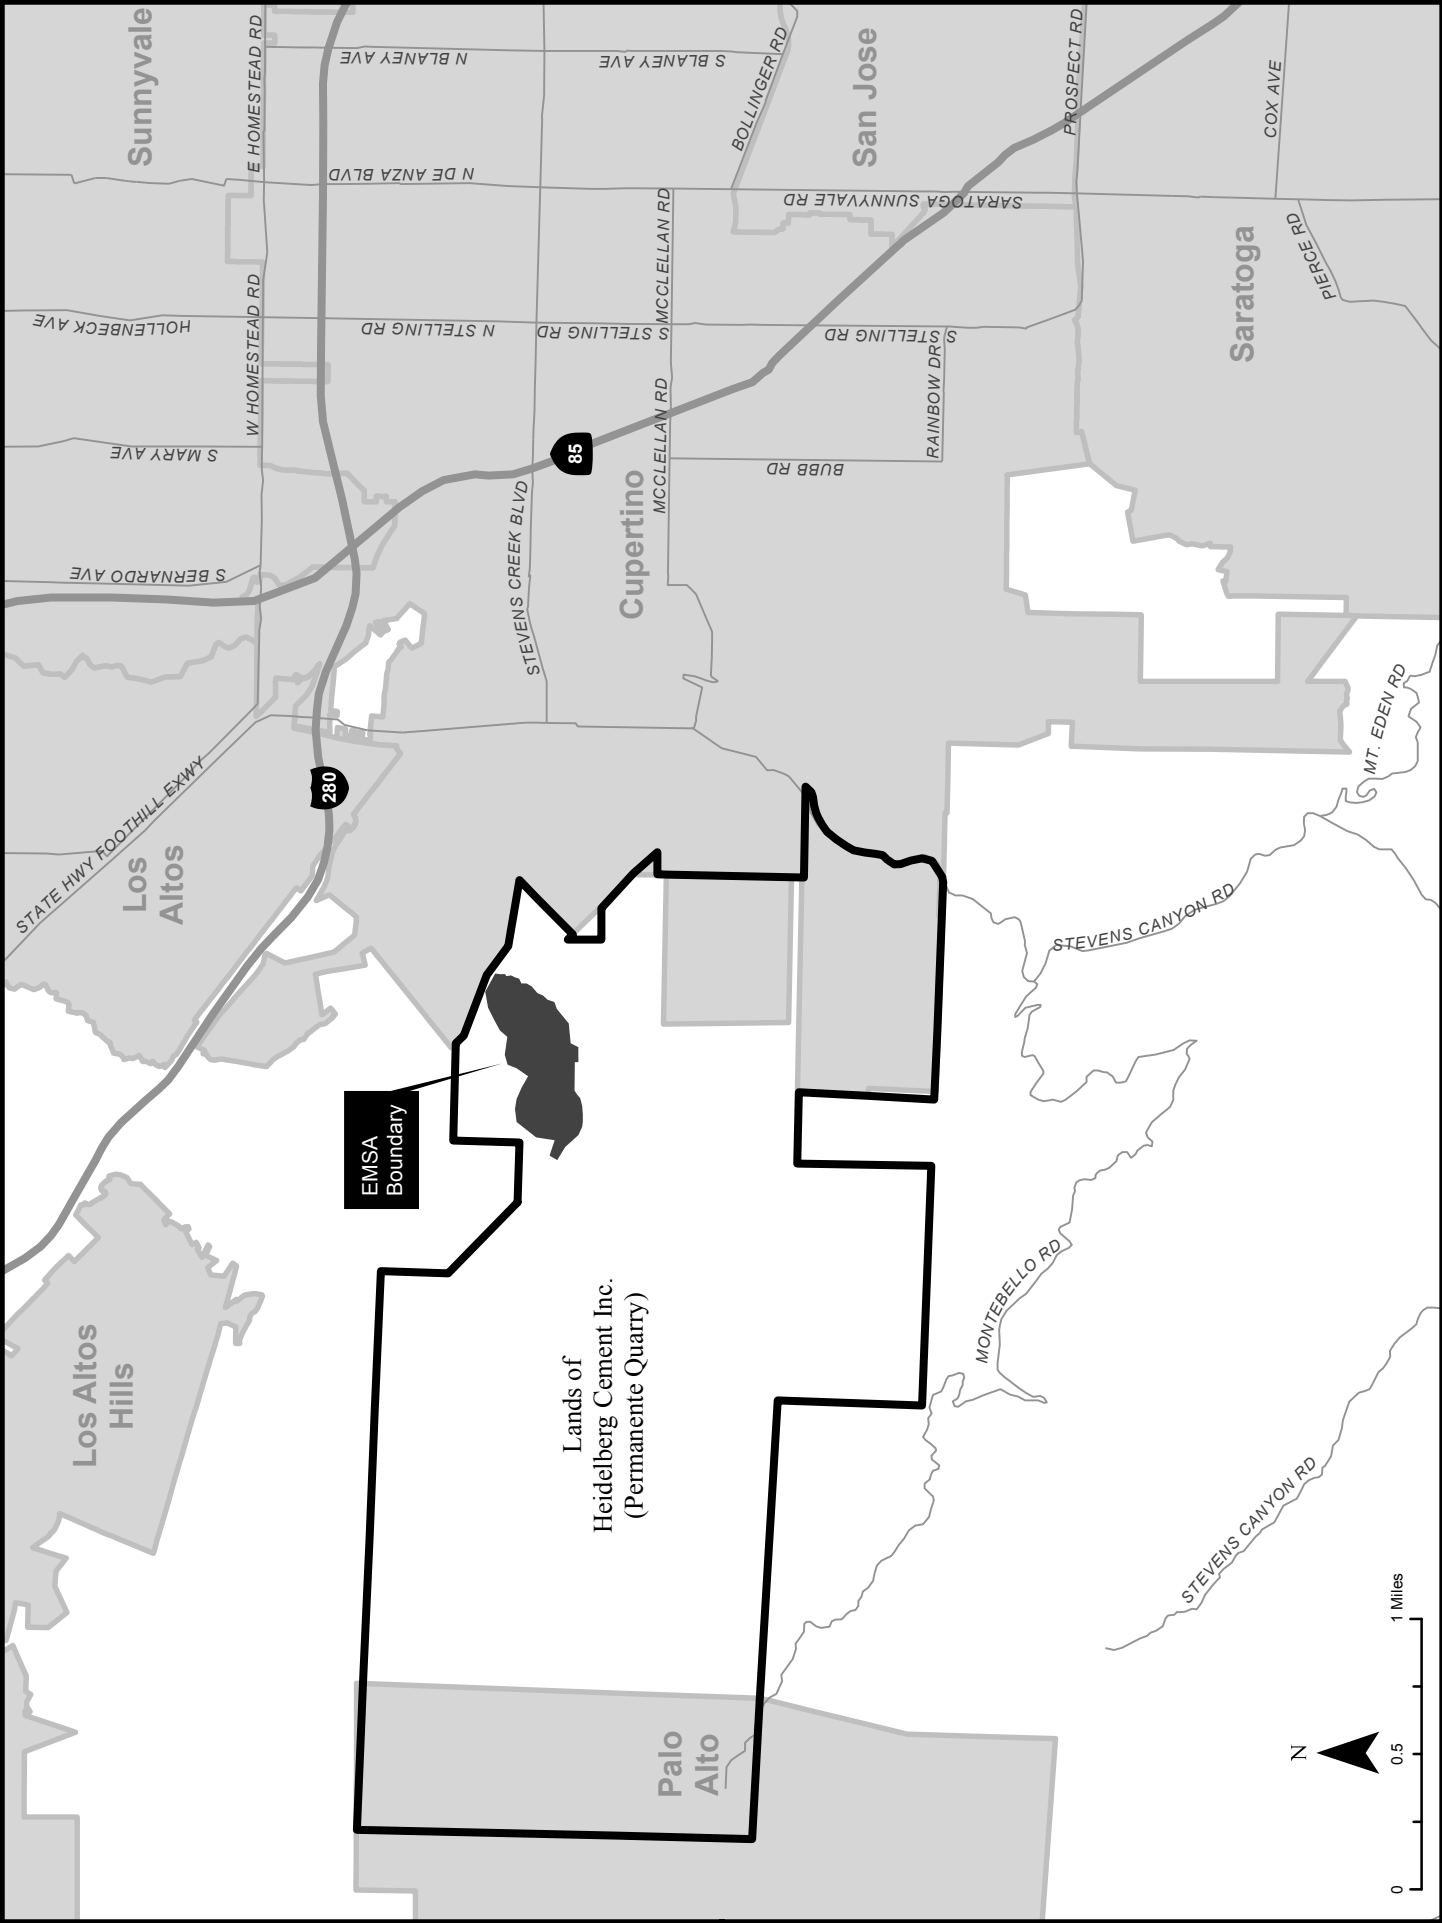 Sunnyvale
E HOMESTEAD RD
N BLANEY AVE
S BLANEY AVE
BOLLINGER RD
San Jose
PROSPECT RD
COX AVE
N DE ANZA BLVD
SARATOGA SUNNYVALE RD
MCCLELLAN RD
PIERCE RD
Saratoga
HOLLENBECK AVE
W HOMESTEAD RD
N STELLING RD
S STELLING RD
S STELLING RD
RAINBOW DR
S MARY AVE
85
MCCLELLAN RD
BUBB RD
Cupertino
STEVENS CREEK BLVD
S BERNARDO AVE
STATE HWY FOOTHILL EXWY
280
Los
Altos
MT. EDEN RD
STEVENS CANYON RD
EMSA
Boundary
Los Altos
Hills
Lands of
Heidelberg Cement Inc.
(Permanente Quarry)
MONTEBELLO RD
STEVENS CANYON RD
Palo
Alto
N
0
0.5
1 Miles